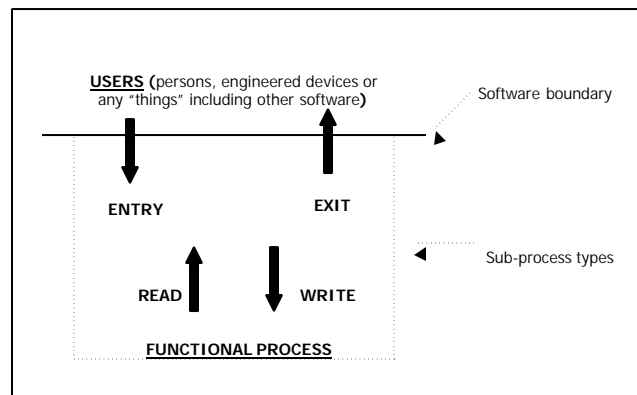 USERS (persons, engineered devices or
any "things" including other software)
Software boundary
ENTRY
EXIT
Sub-process types
READ
WRITE
FUNCTIONAL PROCESS